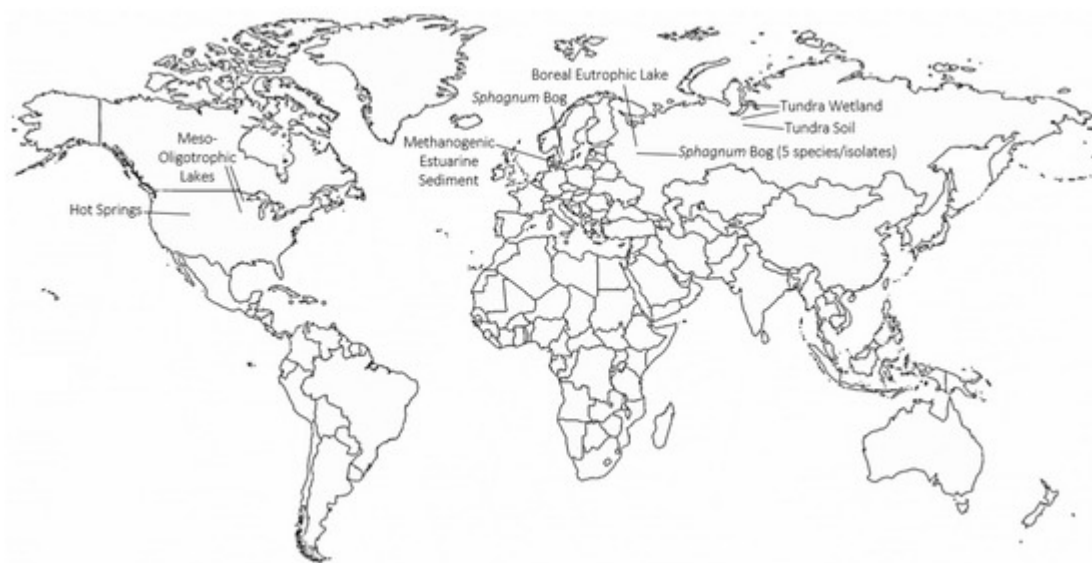 Boreal Eutrophic Lake
Sphagnum Bog
Tundra Wetland
Tundra Soil
Meso-
Oligotrophic
Lakes
Methanogenic
Estuarine
Sediment
Sphagnum Bog (5 species/isolates)
Hot Springs